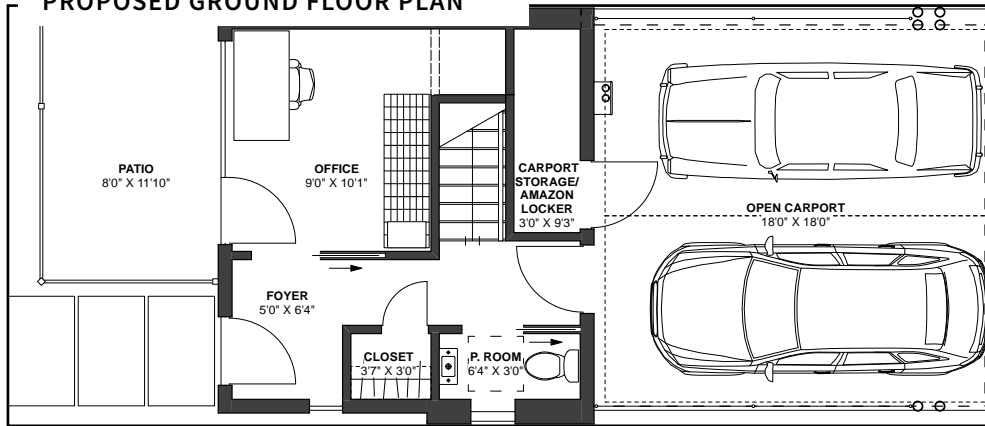 PROPOSED GROUND FLOOR PLAN
PATIO
8'0" X 11'10"
OFFICE
9'0" X 10'1"
CARPORT
STORAGE/
AMAZON
LOCKER
3'0" X 9'3"
OPEN CARPORT
18'0" X 18'0"
FOYER
5'0" X 6'4"
CLOSET
3'7" X 3'0"
P. ROOM
6'4" X 3'0"